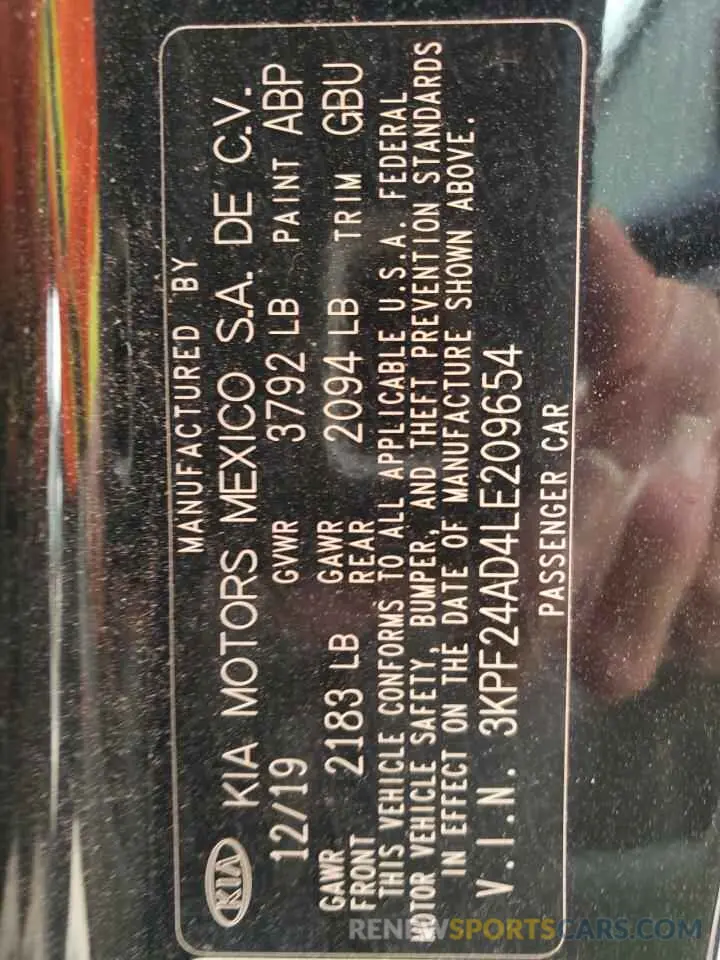 MANUFACTURED BY
KIA KIA MOTORS MEXICO S.A. DE C.V.
12/19 GVWR 3792 LB PAINT ABP
GAWR FRONT 2183 LB GAWR REAR 2094 LB TRIM GBU
THIS VEHICLE CONFORMS TO ALL APPLICABLE U.S.A. FEDERAL
MOTOR VEHICLE SAFETY, BUMPER, AND THEFT PREVENTION STANDARDS
IN EFFECT ON THE DATE OF MANUFACTURE SHOWN ABOVE.
V.I.N. 3KPF24AD4LE209654
PASSENGER CAR
RENEWSPORTSCARS.COM